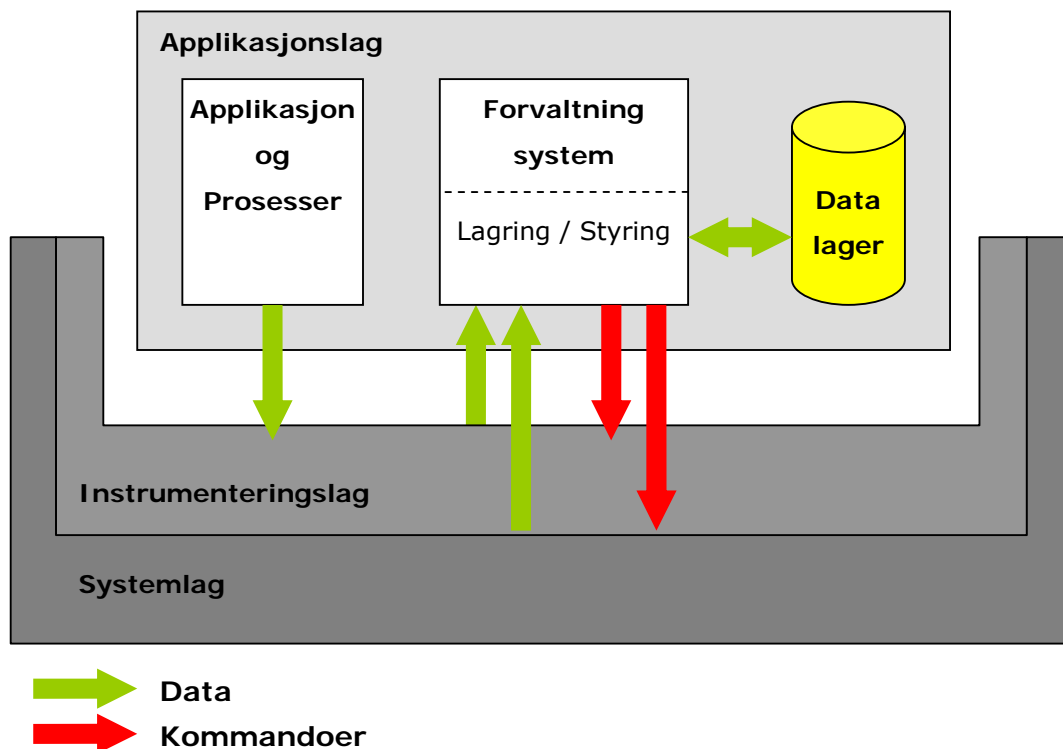 Applikasjonslag
Applikasjon
og
Prosesser
Forvaltning
system
Lagring / Styring
Data
lager
Instrumenteringslag
Systemlag
Data
Kommandoer